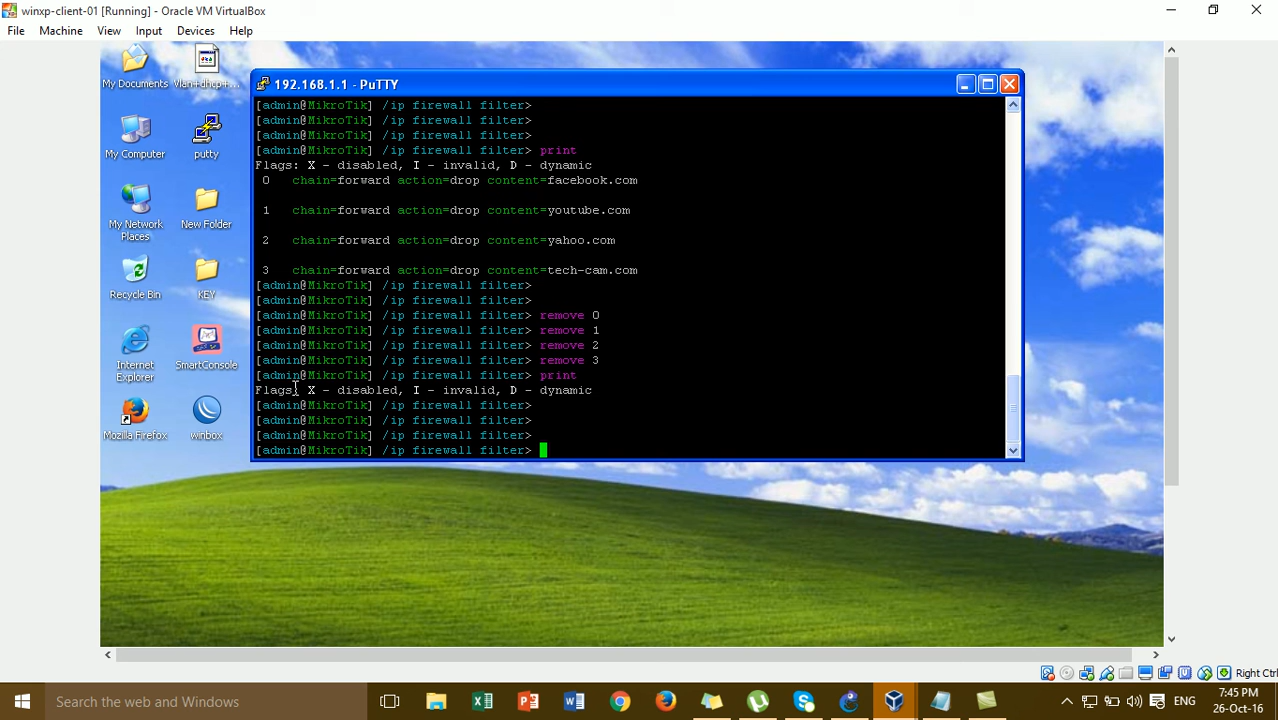 winxp-client-01 [Running] - Oracle VM VirtualBox
File Machine View Input Devices Help
My Documents
Vlan+dhcp+...
My Computer
putty
My Network Places
New Folder
Recycle Bin
KEY
Internet Explorer
SmartConsole
Mozilla Firefox
winbox
192.168.1.1 - PuTTY
[admin@MikroTik] /ip firewall filter>
[admin@MikroTik] /ip firewall filter>
[admin@MikroTik] /ip firewall filter>
[admin@MikroTik] /ip firewall filter> print
Flags: X - disabled, I - invalid, D - dynamic
0 chain=forward action=drop content=facebook.com
1 chain=forward action=drop content=youtube.com
2 chain=forward action=drop content=yahoo.com
3 chain=forward action=drop content=tech-cam.com
[admin@MikroTik] /ip firewall filter>
[admin@MikroTik] /ip firewall filter>
[admin@MikroTik] /ip firewall filter> remove 0
[admin@MikroTik] /ip firewall filter> remove 1
[admin@MikroTik] /ip firewall filter> remove 2
[admin@MikroTik] /ip firewall filter> remove 3
[admin@MikroTik] /ip firewall filter> print
Flags: X - disabled, I - invalid, D - dynamic
[admin@MikroTik] /ip firewall filter>
[admin@MikroTik] /ip firewall filter>
[admin@MikroTik] /ip firewall filter>
[admin@MikroTik] /ip firewall filter>
Right Ctrl
Search the web and Windows
ENG
7:45 PM
26-Oct-16